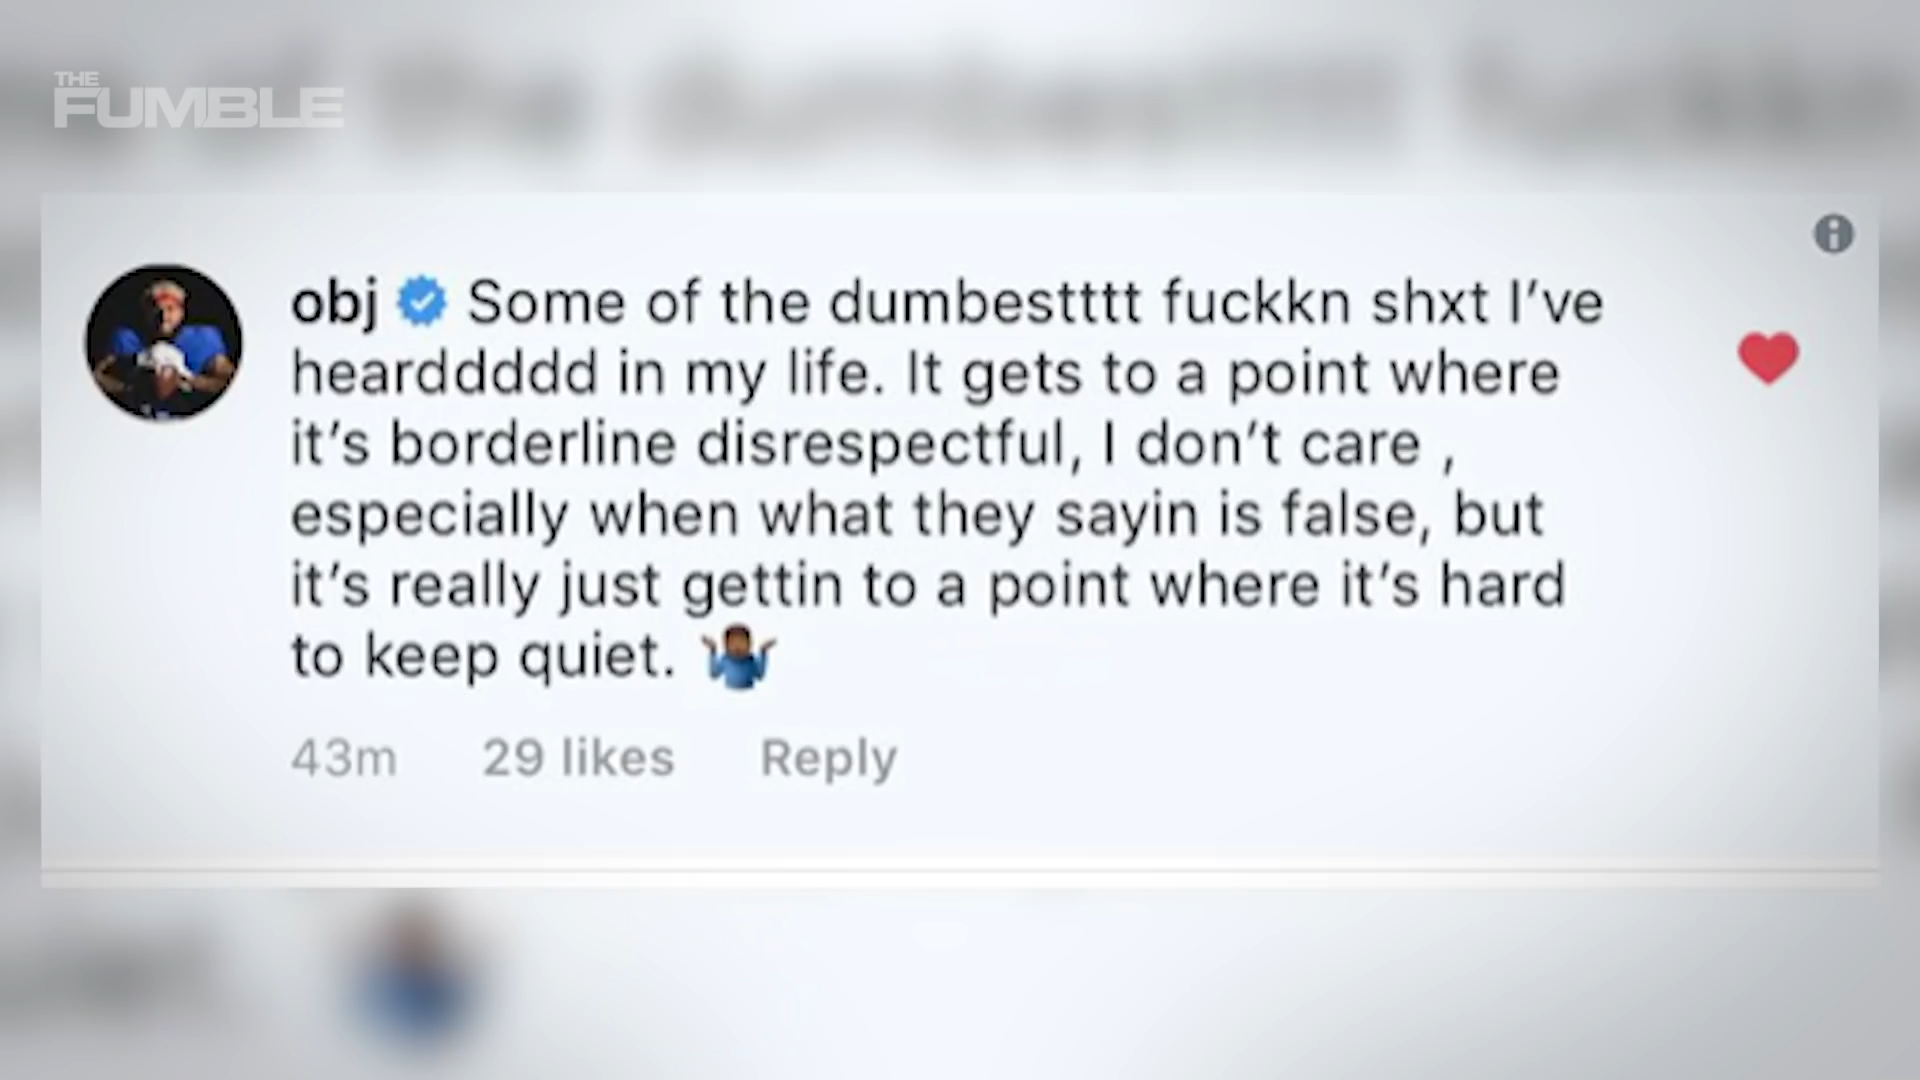 THE
FUMBLE
obj Some of the dumbestttt fuckkn shxt I’ve
hearddddd in my life. It gets to a point where
it’s borderline disrespectful, I don’t care ,
especially when what they sayin is false, but
it’s really just gettin to a point where it’s hard
to keep quiet. 🤷🏾‍♂️
43m 29 likes Reply